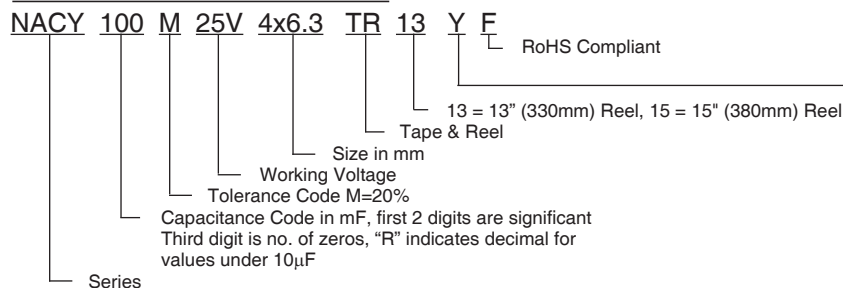 NACY 100 M 25V 4x6.3 TR 13 Y F
RoHS Compliant
13 = 13” (330mm) Reel, 15 = 15" (380mm) Reel
Tape & Reel
Size in mm
Working Voltage
Tolerance Code M=20%
Capacitance Code in mF, first 2 digits are significant
Third digit is no. of zeros, “R” indicates decimal for
values under 10µF
Series